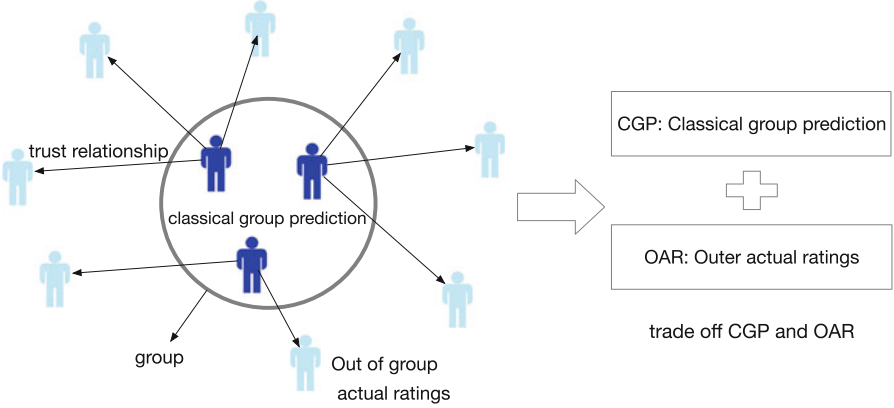 trust relationship
classical group prediction
group
Out of group
actual ratings
CGP: Classical group prediction
OAR: Outer actual ratings
trade off CGP and OAR